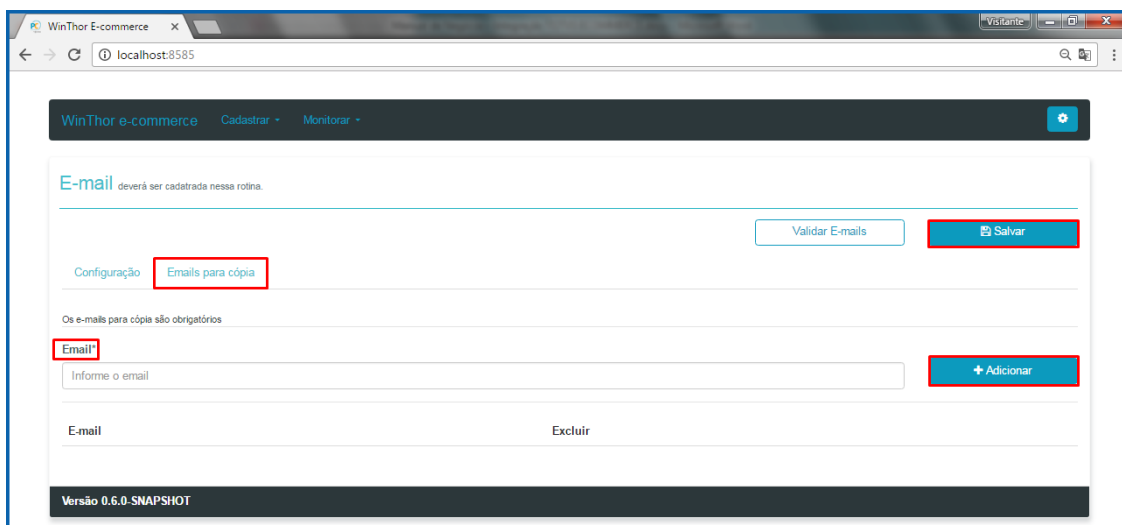 WinThor E-commerce
Visitante
localhost:8585
WinThor e-commerce Cadastrar Monitorar
E-mail deverá ser cadatrada nessa rotina.
Validar E-mails Salvar
Configuração Emails para cópia
Os e-mails para cópia são obrigatórios
Email*
Informe o email
+ Adicionar
E-mail Excluir
Versão 0.6.0-SNAPSHOT